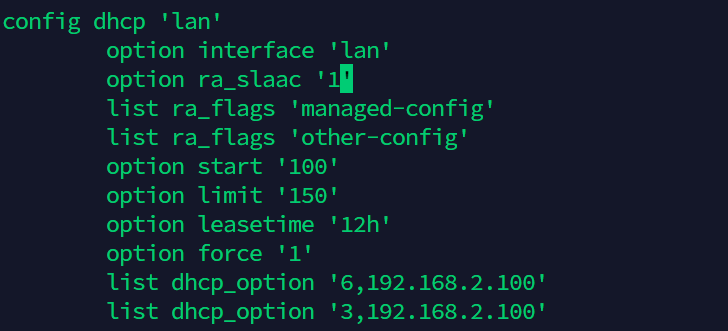 config dhcp 'lan'
option interface 'lan'
option ra_slaac '1'
list ra_flags 'managed-config'
list ra_flags 'other-config'
option start '100'
option limit '150'
option leasetime '12h'
option force '1'
list dhcp_option '6,192.168.2.100'
list dhcp_option '3,192.168.2.100'